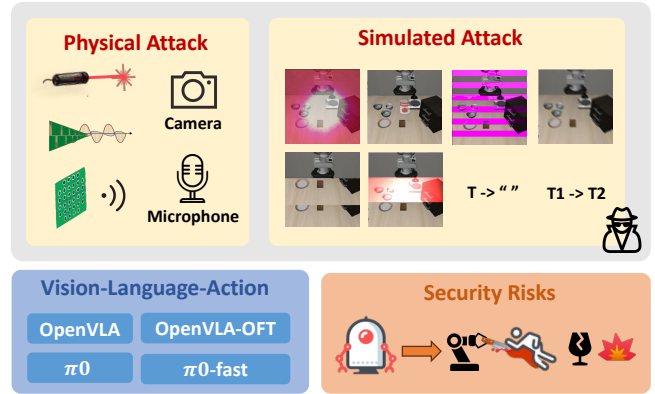 Physical Attack
Camera
Microphone
Simulated Attack
T -> “ ”
T1 -> T2
Vision-Language-Action
OpenVLA
OpenVLA-OFT
π0
π0-fast
Security Risks